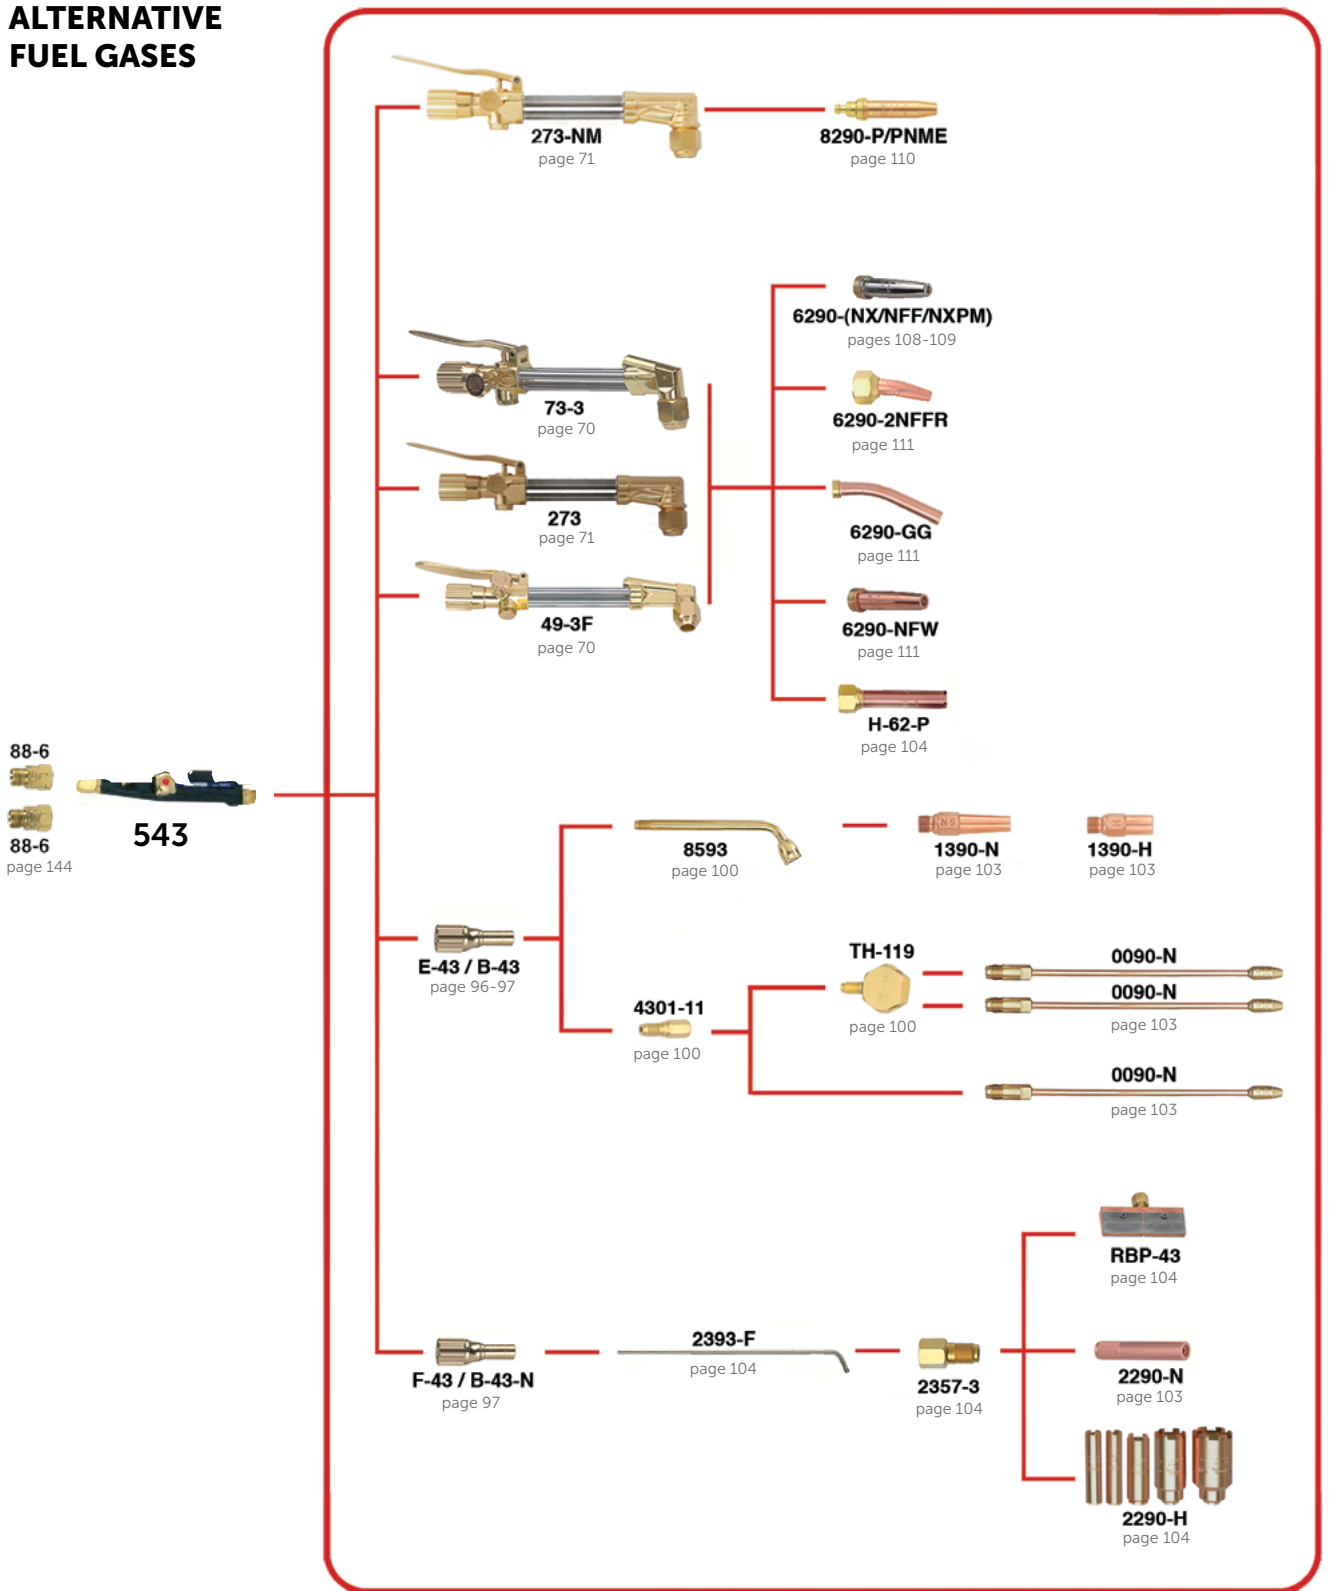 ALTERNATIVE
FUEL GASES
273-NM
page 71
8290-P/PNME
page 110
6290-(NX/NFF/NXPM)
pages 108-109
73-3
page 70
6290-2NFFR
page 111
273
page 71
6290-GG
page 111
49-3F
page 70
6290-NFW
page 111
H-62-P
page 104
88-6
88-6
page 144
543
8593
page 100
1390-N
page 103
1390-H
page 103
E-43 / B-43
page 96-97
4301-11
page 100
TH-119
page 100
0090-N
0090-N
page 103
0090-N
page 103
RBP-43
page 104
F-43 / B-43-N
page 97
2393-F
page 104
2357-3
page 104
2290-N
page 103
2290-H
page 104